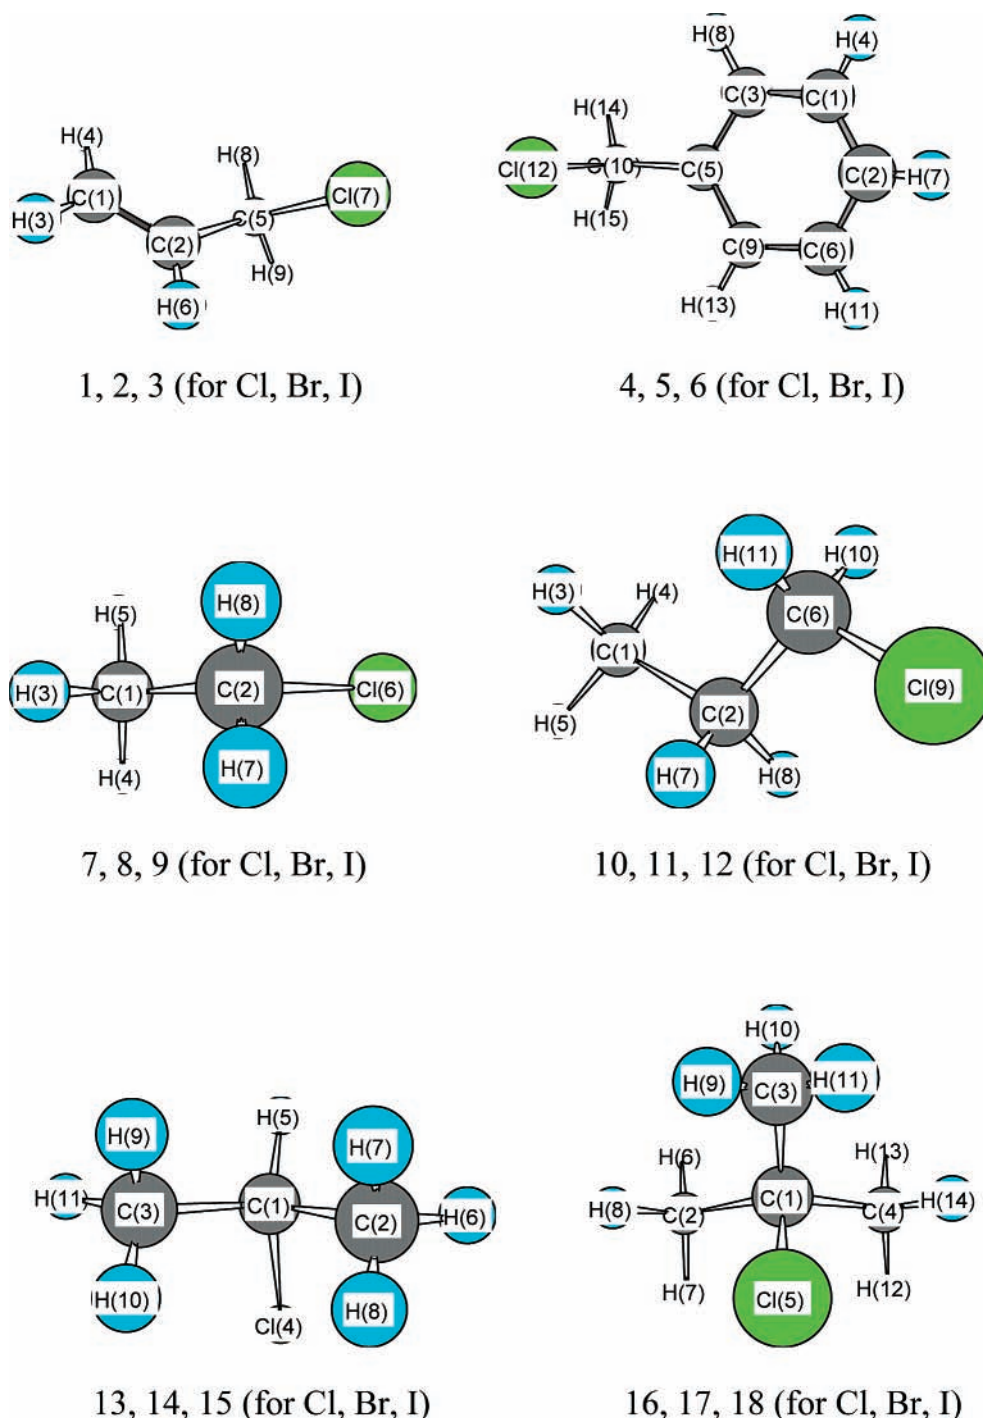 H(4)
H(3)
C(1)
C(2)
H(6)
H(8)
C(5)
H(9)
Cl(7)
1, 2, 3 (for Cl, Br, I)
H(8)
H(4)
C(3)
C(1)
H(14)
Cl(12)
C(10)
C(5)
C(2)
H(7)
H(15)
C(9)
C(6)
H(13)
H(11)
4, 5, 6 (for Cl, Br, I)
H(5)
H(8)
H(3)
C(1)
C(2)
Cl(6)
H(4)
H(7)
7, 8, 9 (for Cl, Br, I)
H(11)
H(10)
H(3)
H(4)
C(6)
C(1)
Cl(9)
H(5)
C(2)
H(7)
H(8)
10, 11, 12 (for Cl, Br, I)
H(9)
H(5)
H(7)
H(11)
C(3)
C(1)
C(2)
H(6)
H(10)
Cl(4)
H(8)
13, 14, 15 (for Cl, Br, I)
H(10)
H(9)
C(3)
H(11)
H(6)
H(13)
H(8)
C(2)
C(1)
C(4)
H(14)
H(7)
Cl(5)
H(12)
16, 17, 18 (for Cl, Br, I)